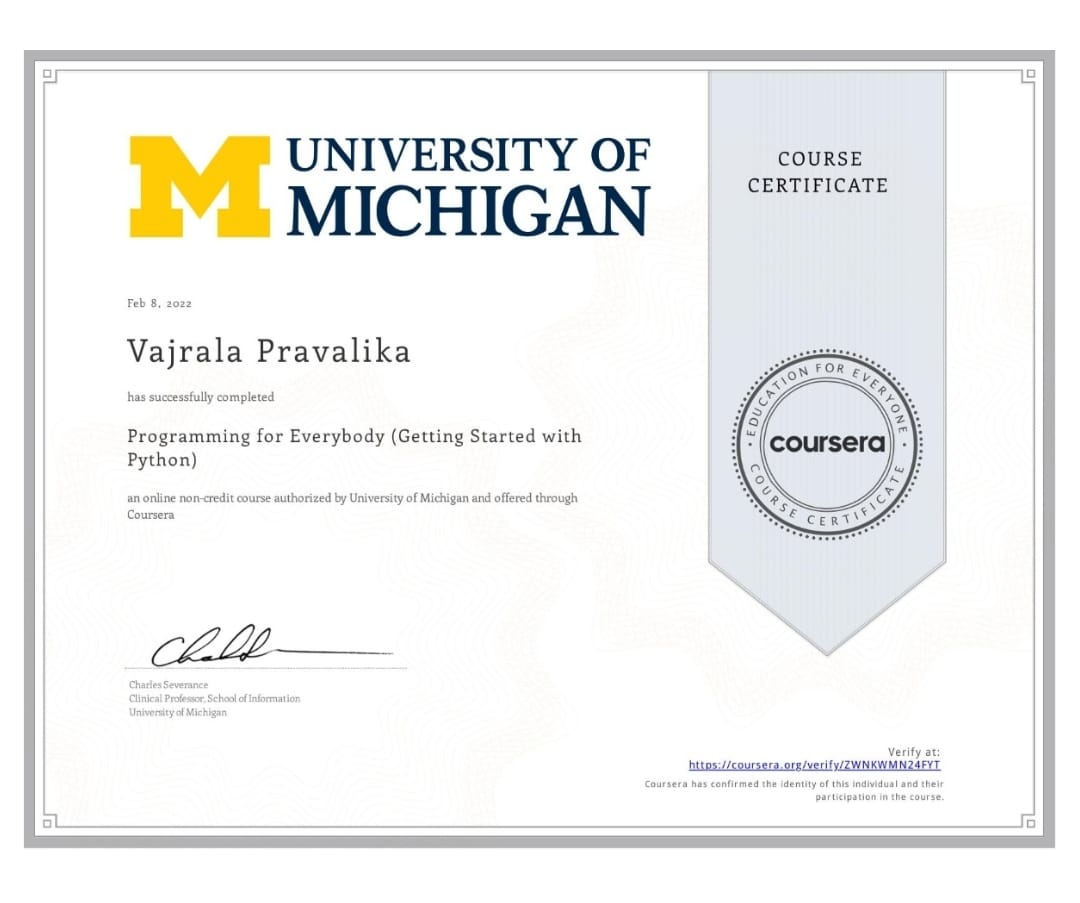 UNIVERSITY OF
MICHIGAN
COURSE
CERTIFICATE
Feb 8, 2022
Vajrala Pravalika
has successfully completed
Programming for Everybody (Getting Started with
Python)
an online non-credit course authorized by University of Michigan and offered through
Coursera
EDUCATION FOR EVERYONE
coursera
COURSE CERTIFICATE
Charles Severance
Clinical Professor, School of Information
University of Michigan
Verify at:
https://coursera.org/verify/ZWNKWMN24FYT
Coursera has confirmed the identity of this individual and their
participation in the course.